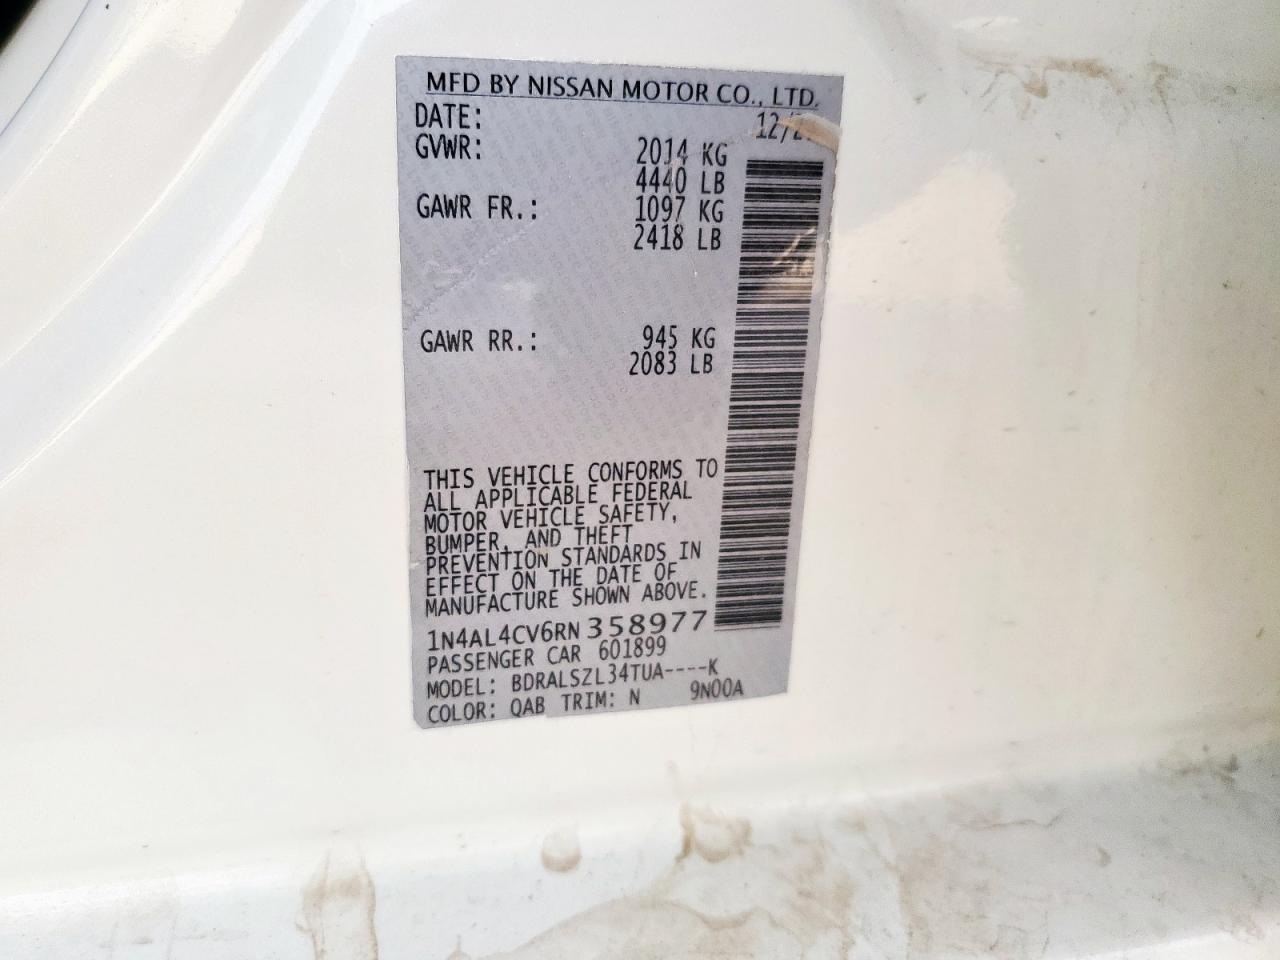 MFD BY NISSAN MOTOR CO., LTD.
DATE: 12/2
GVWR: 2014 KG
4440 LB
GAWR FR.: 1097 KG
2418 LB
GAWR RR.: 945 KG
2083 LB
THIS VEHICLE CONFORMS TO
ALL APPLICABLE FEDERAL
MOTOR VEHICLE SAFETY,
BUMPER, AND THEFT
PREVENTION STANDARDS IN
EFFECT ON THE DATE OF
MANUFACTURE SHOWN ABOVE.
1N4AL4CV6RN358977
PASSENGER CAR 601899
MODEL: BDRALSZL34TUA----K
COLOR: QAB TRIM: N 9N00A